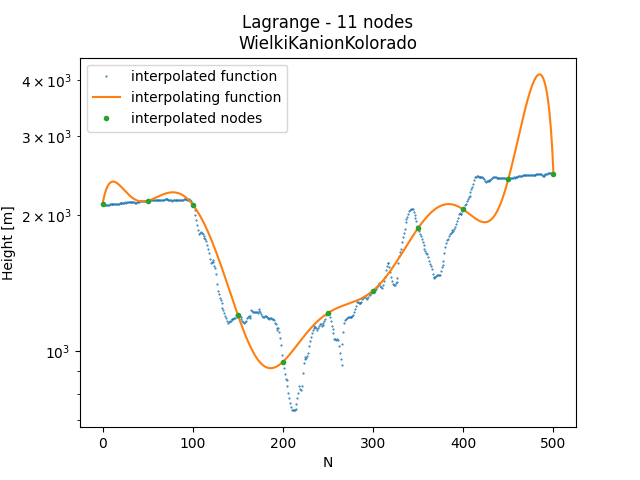 Lagrange - 11 nodes
WielkiKanionKolorado
interpolated function
interpolating function
interpolated nodes
4 × 10³
3 × 10³
2 × 10³
10³
Height [m]
0
100
200
300
400
500
N